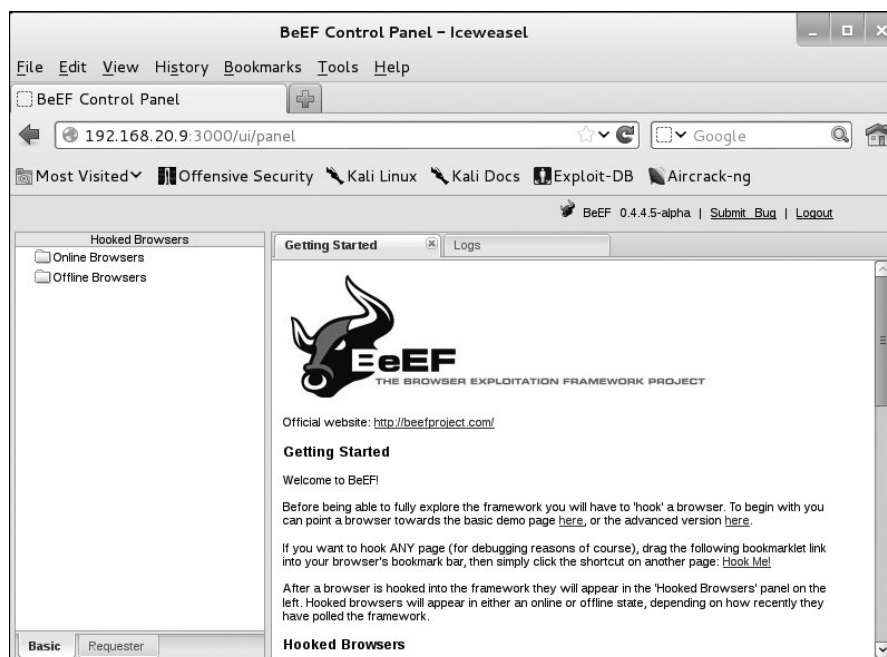 BeEF Control Panel - Iceweasel
File Edit View History Bookmarks Tools Help
BeEF Control Panel
192.168.20.9:3000/ui/panel
Google
Most Visited Offensive Security Kali Linux Kali Docs Exploit-DB Aircrack-ng
BeEF 0.4.4.5-alpha | Submit Bug | Logout
Hooked Browsers
Online Browsers
Offline Browsers
Getting Started
Logs
BeEF
THE BROWSER EXPLOITATION FRAMEWORK PROJECT
Official website: http://beefproject.com/
Getting Started
Welcome to BeEF!
Before being able to fully explore the framework you will have to 'hook' a browser. To begin with you
can point a browser towards the basic demo page here, or the advanced version here.
If you want to hook ANY page (for debugging reasons of course), drag the following bookmarklet link
into your browser's bookmark bar, then simply click the shortcut on another page: Hook Me!
After a browser is hooked into the framework they will appear in the 'Hooked Browsers' panel on the
left. Hooked browsers will appear in either an online or offline state, depending on how recently they
have polled the framework.
Hooked Browsers
Basic
Requester